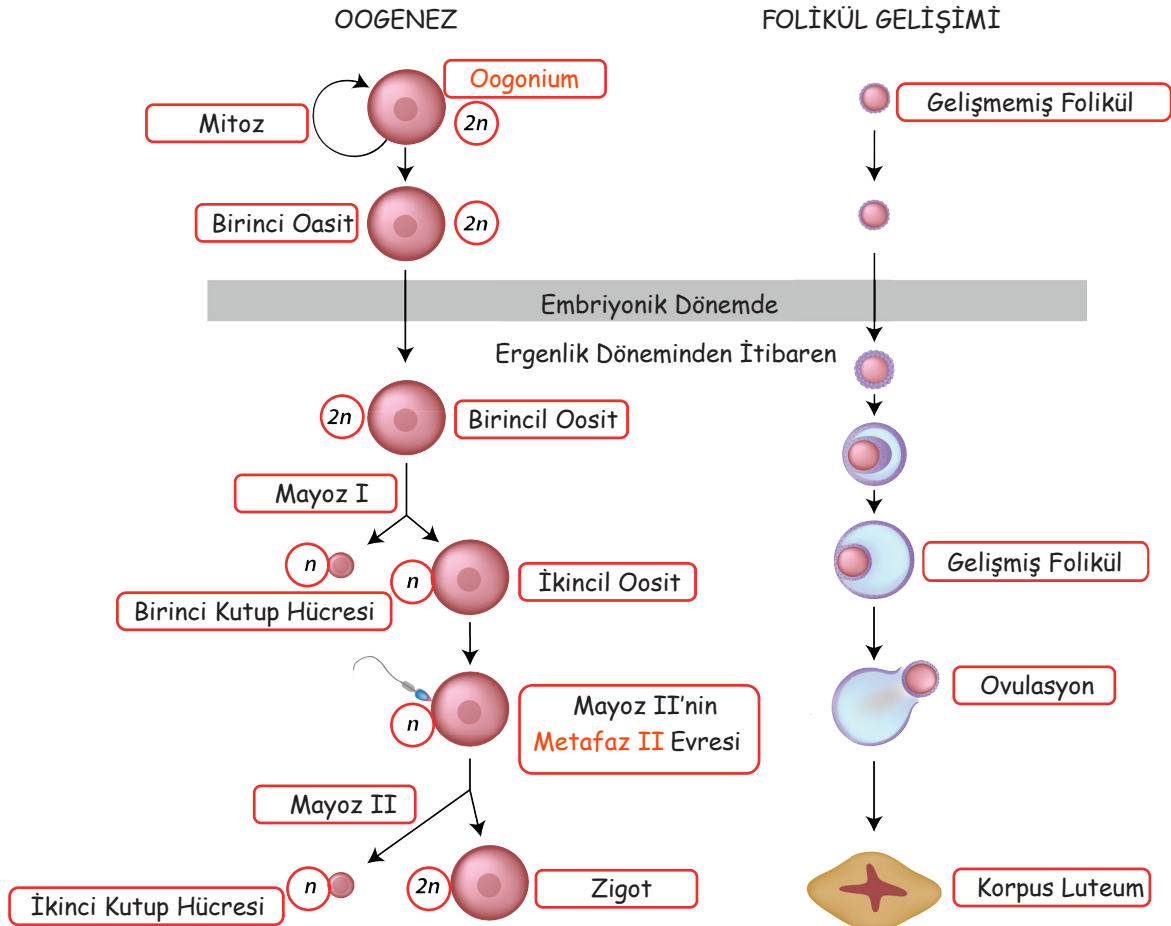 OOGENEZ
FOLİKÜL GELİŞİMİ
Oogonium
Gelişmemiş Folikül
Mitoz
2n
Birinci Oasit
2n
Embriyonik Dönemde
Ergenlik Döneminden İtibaren
2n
Birincil Oosit
Mayoz I
n
n
İkincil Oosit
Gelişmiş Folikül
Birinci Kutup Hücresi
Ovulasyon
n
Mayoz II'nin
Metafaz II Evresi
Mayoz II
n
2n
Zigot
Korpus Luteum
İkinci Kutup Hücresi